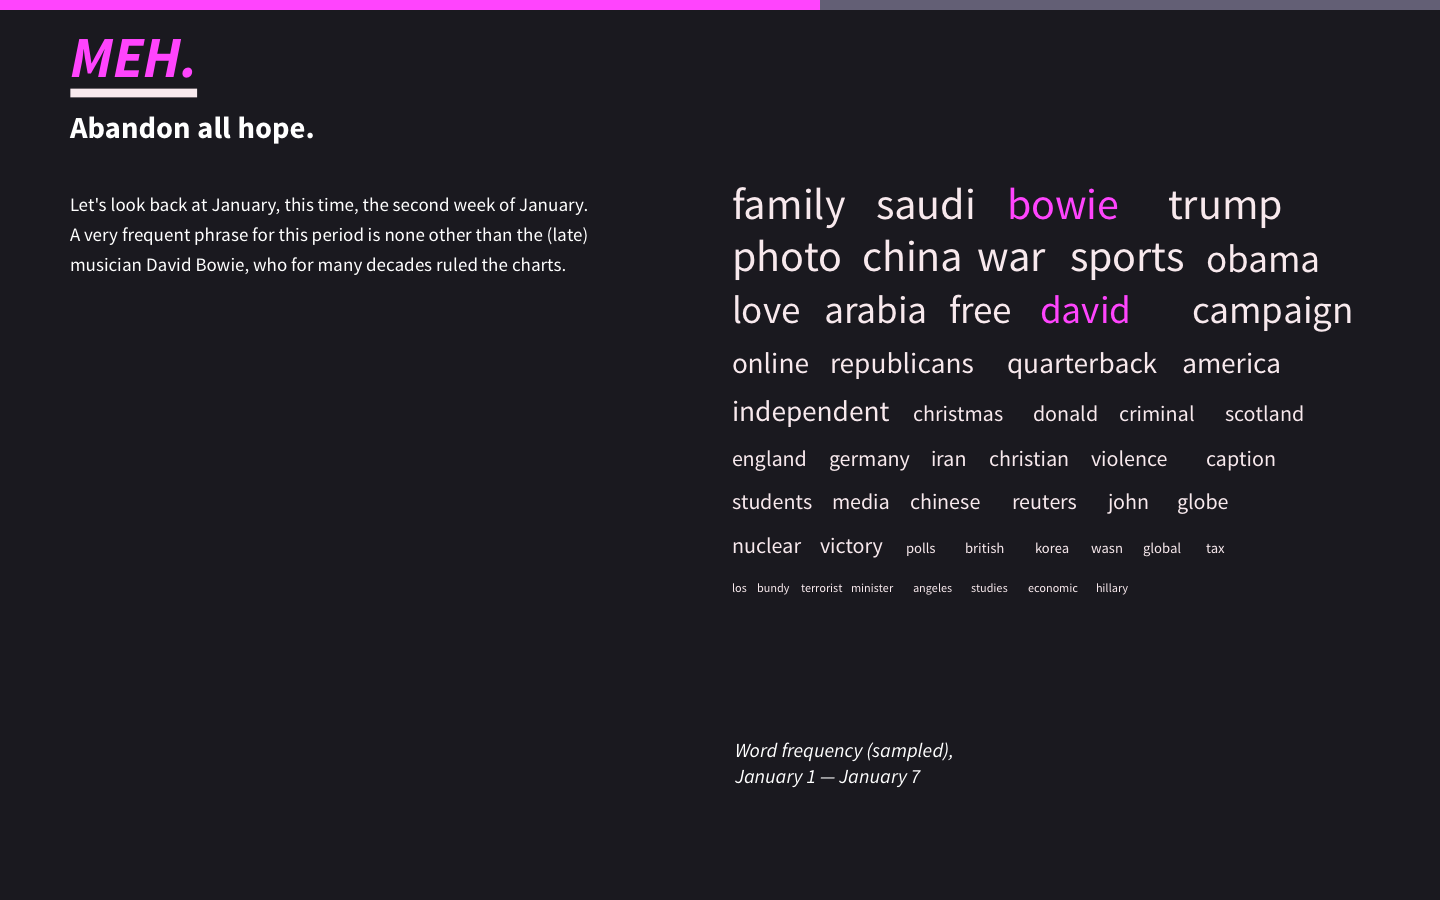 MEH.
Abandon all hope.
Let's look back at January, this time, the second week of January.
A very frequent phrase for this period is none other than the (late)
musician David Bowie, who for many decades ruled the charts.
family saudi bowie trump
photo china war sports obama
love arabia free david campaign
online republicans quarterback america
independent christmas donald criminal scotland
england germany iran christian violence caption
students media chinese reuters john globe
nuclear victory polls british korea wasn global tax
los bundy terrorist minister angeles studies economic hillary
Word frequency (sampled),
January 1 — January 7